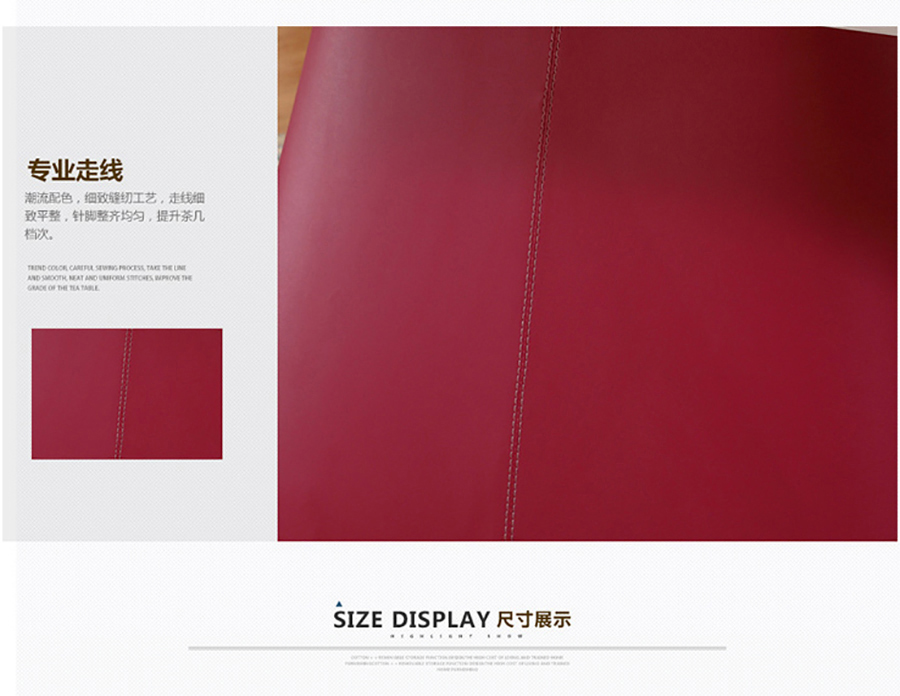 专业走线
潮流配色，细致缝纫工艺，走线细
致平整，针脚整齐均匀，提升茶几
档次。
TREND COLOR, CAREFUL SEWING PROCESS, TAKE THE LINE
AND SMOOTH, NEAT AND UNIFORM STITCHES, IMPROVE THE
GRADE OF THE TEA TABLE.
SIZE DISPLAY 尺寸展示
HIGHLIGHT SHOW